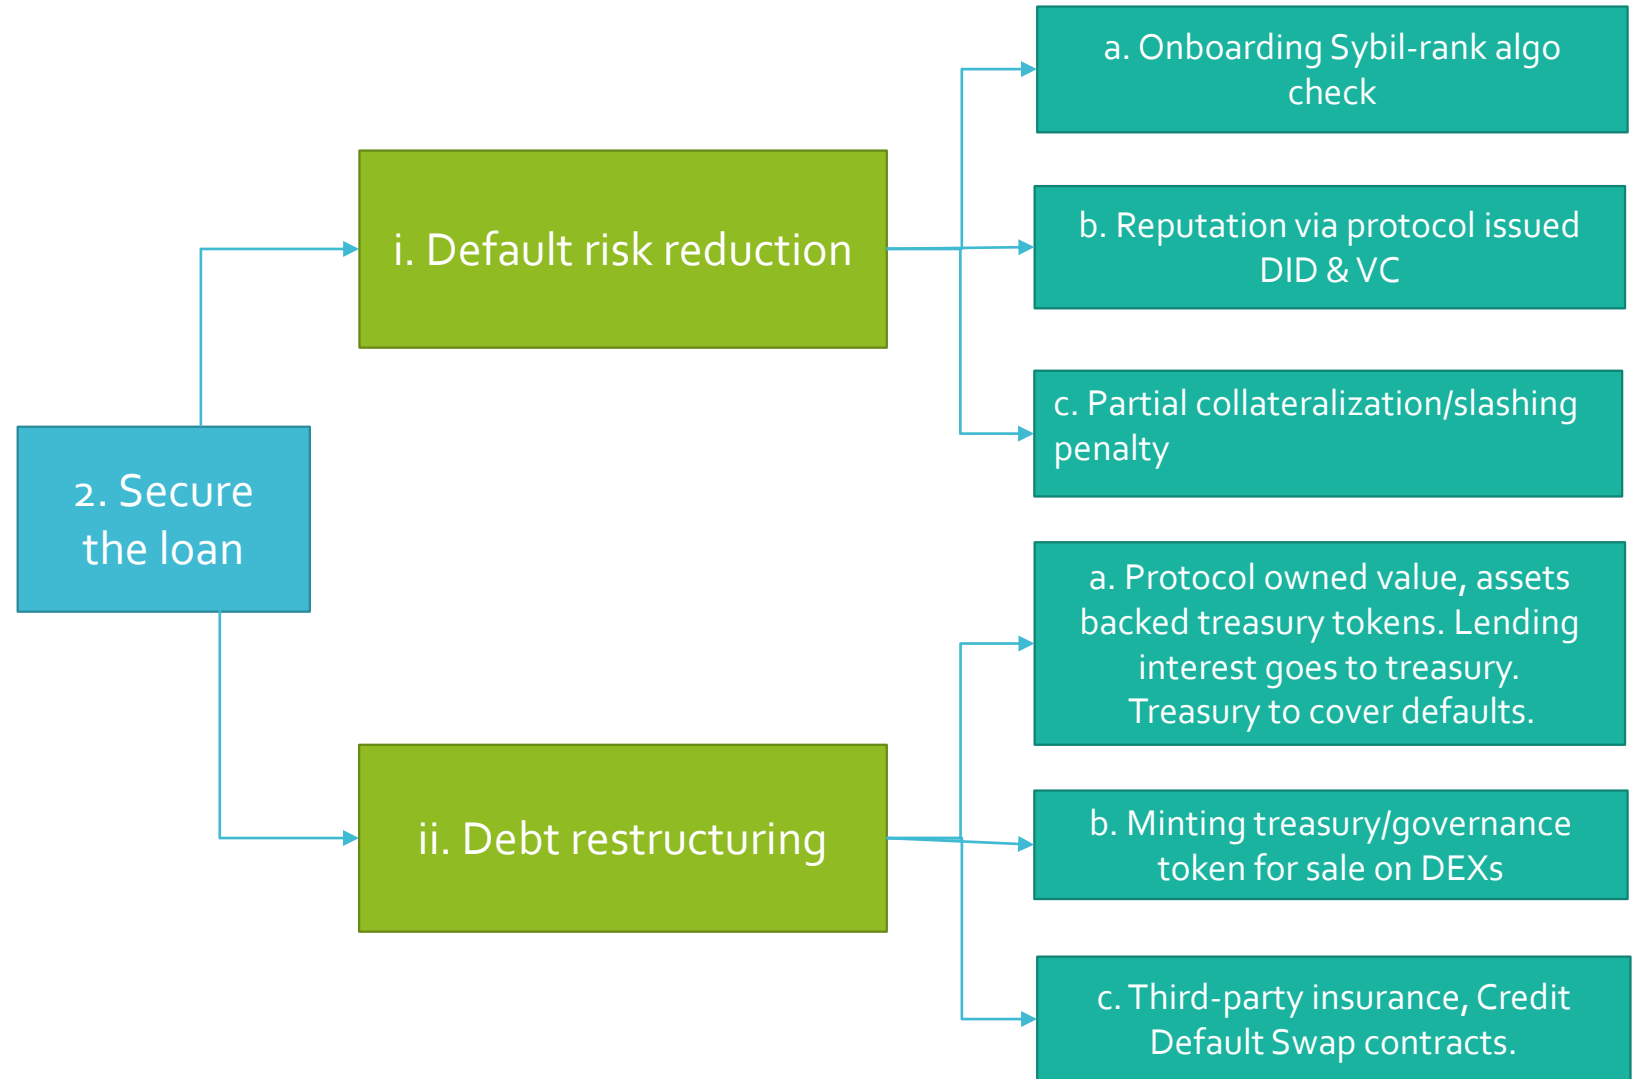 a. Onboarding Sybil-rank algo
check
i. Default risk reduction
b. Reputation via protocol issued
DID & VC
c. Partial collateralization/slashing
penalty
2. Secure
the loan
a. Protocol owned value, assets
backed treasury tokens. Lending
interest goes to treasury.
Treasury to cover defaults.
ii. Debt restructuring
b. Minting treasury/governance
token for sale on DEXs
c. Third-party insurance, Credit
Default Swap contracts.